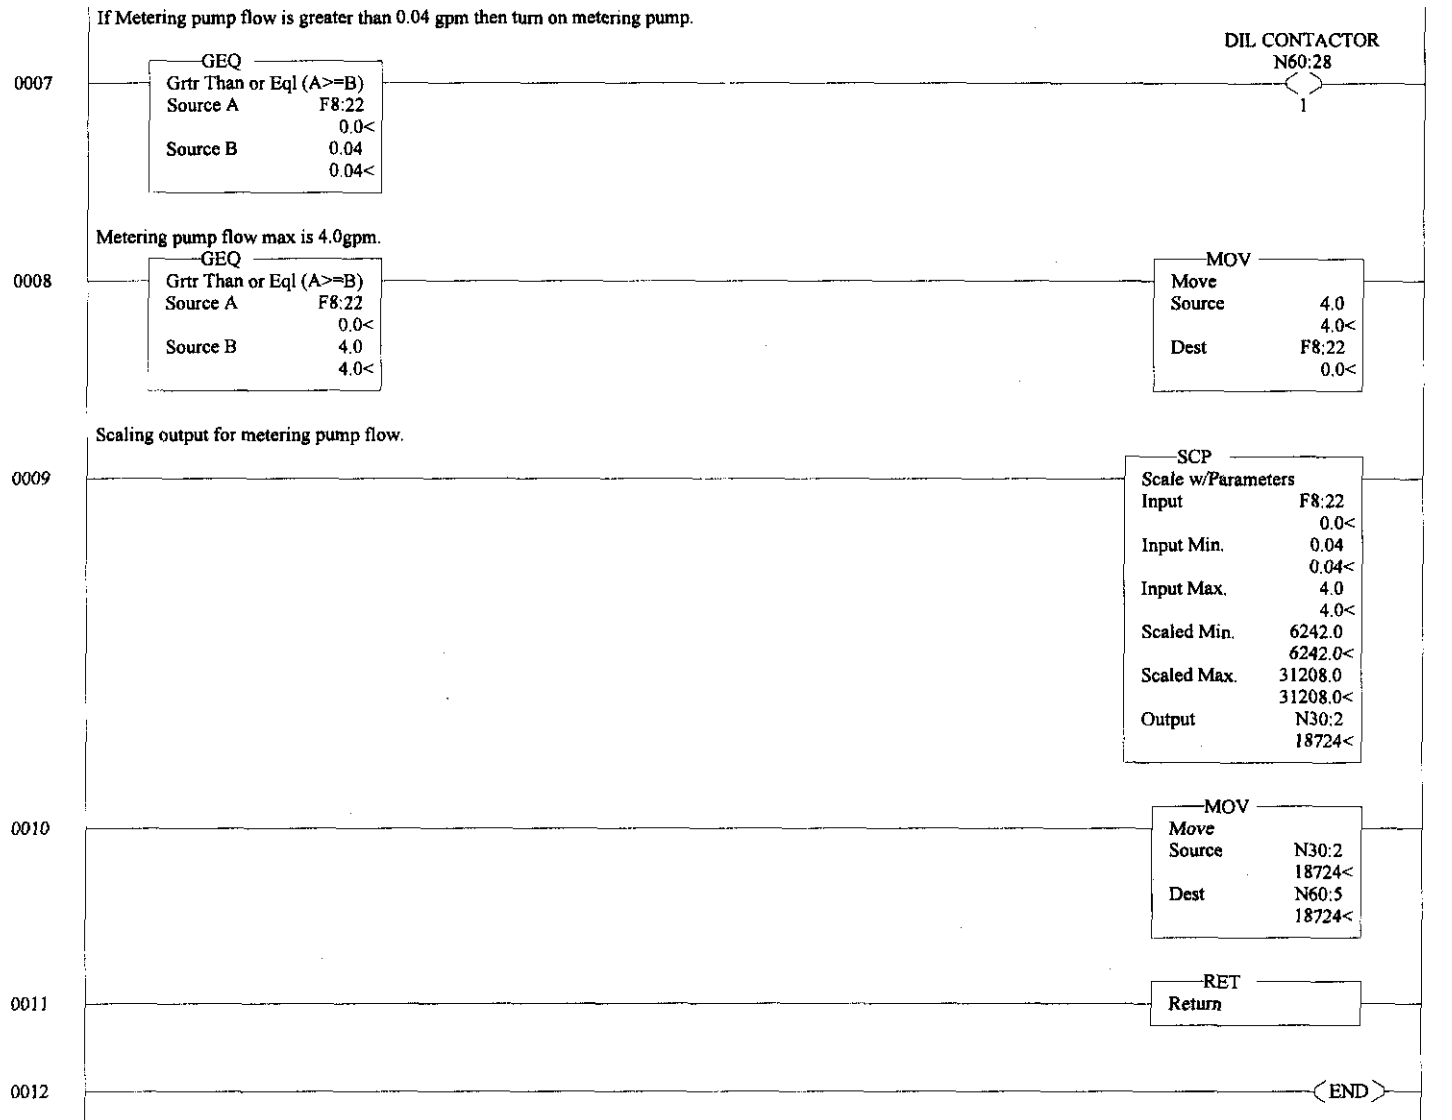 If Metering pump flow is greater than 0.04 gpm then turn on metering pump.
DIL CONTACTOR
N60:28
0007
GEQ
Grtr Than or Eql (A>=B)
Source A F8:22
0.0<
Source B 0.04
0.04<
1
Metering pump flow max is 4.0gpm.
0008
GEQ
Grtr Than or Eql (A>=B)
Source A F8:22
0.0<
Source B 4.0
4.0<
MOV
Move
Source 4.0
4.0<
Dest F8:22
0.0<
Scaling output for metering pump flow.
0009
SCP
Scale w/Parameters
Input F8:22
0.0<
Input Min. 0.04
0.04<
Input Max. 4.0
4.0<
Scaled Min. 6242.0
6242.0<
Scaled Max. 31208.0
31208.0<
Output N30:2
18724<
0010
MOV
Move
Source N30:2
18724<
Dest N60:5
18724<
0011
RET
Return
0012
END